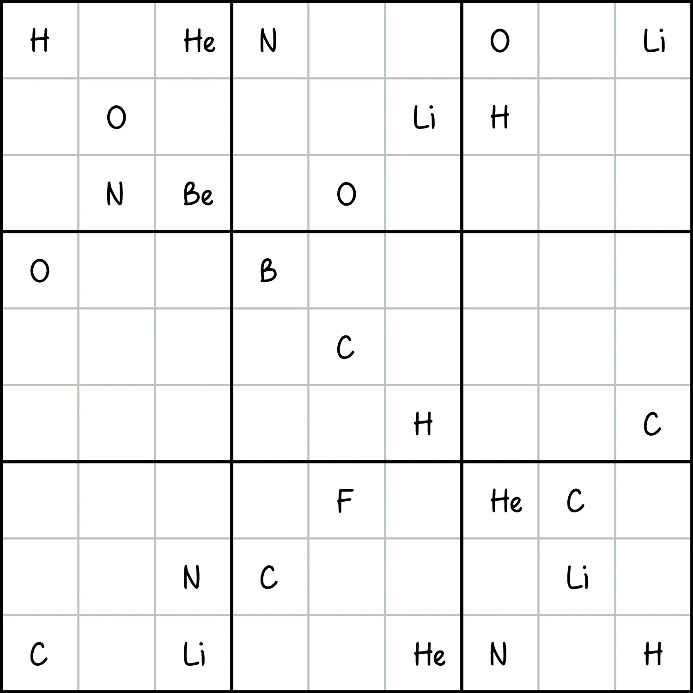 H He N O Li
O Li H
N Be O
O B
C
H C
F He C
N C Li
C Li He N H